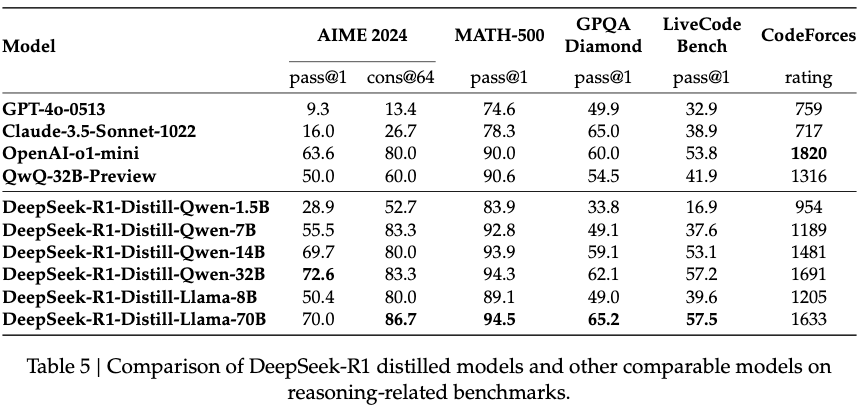 Model AIME 2024 MATH-500 GPQA Diamond LiveCode Bench CodeForces
pass@1 cons@64 pass@1 pass@1 pass@1 rating
GPT-4o-0513 9.3 13.4 74.6 49.9 32.9 759
Claude-3.5-Sonnet-1022 16.0 26.7 78.3 65.0 38.9 717
OpenAI-o1-mini 63.6 80.0 90.0 60.0 53.8 1820
QwQ-32B-Preview 50.0 60.0 90.6 54.5 41.9 1316
DeepSeek-R1-Distill-Qwen-1.5B 28.9 52.7 83.9 33.8 16.9 954
DeepSeek-R1-Distill-Qwen-7B 55.5 83.3 92.8 49.1 37.6 1189
DeepSeek-R1-Distill-Qwen-14B 69.7 80.0 93.9 59.1 53.1 1481
DeepSeek-R1-Distill-Qwen-32B 72.6 83.3 94.3 62.1 57.2 1691
DeepSeek-R1-Distill-Llama-8B 50.4 80.0 89.1 49.0 39.6 1205
DeepSeek-R1-Distill-Llama-70B 70.0 86.7 94.5 65.2 57.5 1633
Table 5 | Comparison of DeepSeek-R1 distilled models and other comparable models on
reasoning-related benchmarks.